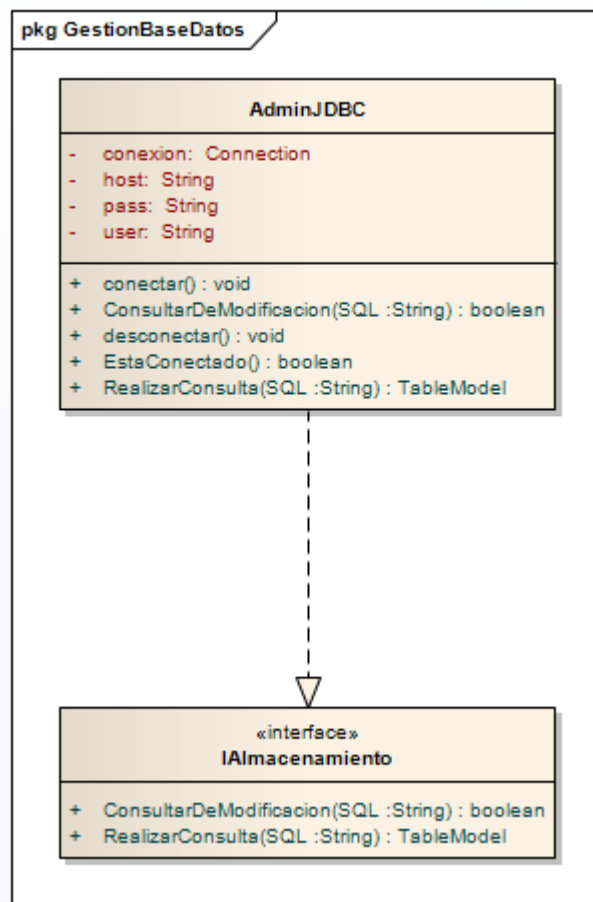 pkg GestionBaseDatos
AdminJDBC
- conexion: Connection
- host: String
- pass: String
- user: String
+ conectar() : void
+ ConsultarDeModificacion(SQL :String) : boolean
+ desconectar() : void
+ EstaConectado() : boolean
+ RealizarConsulta(SQL :String) : TableModel
«interface»
IAlmacenamiento
+ ConsultarDeModificacion(SQL :String) : boolean
+ RealizarConsulta(SQL :String) : TableModel